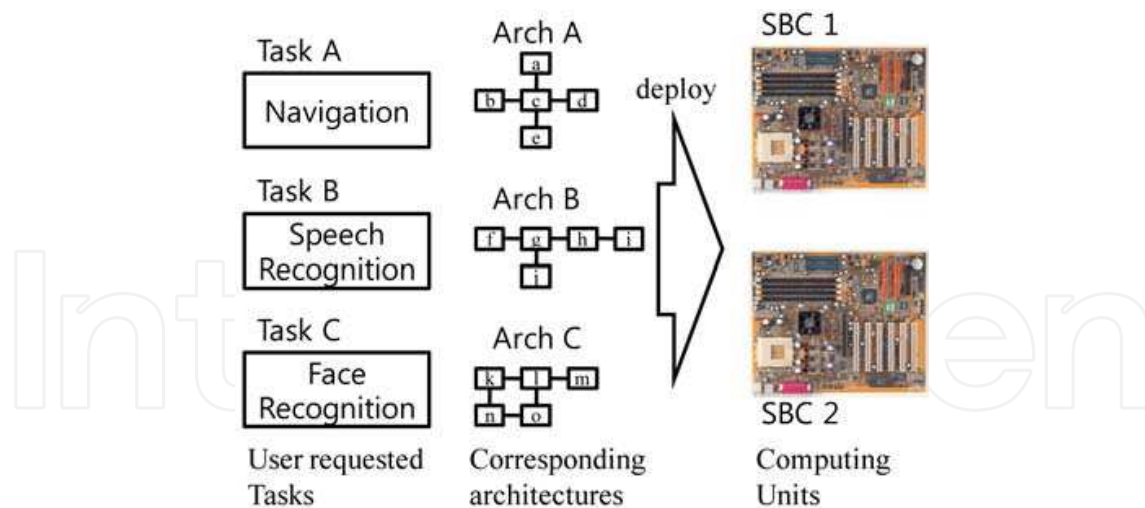 Task A
Navigation
Arch A
a
b c d
e
deploy
SBC 1
Task B
Speech
Recognition
Arch B
f g h i
Task C
Face
Recognition
Arch C
k l m
n o
SBC 2
User requested
Tasks
Corresponding
architectures
Computing
Units